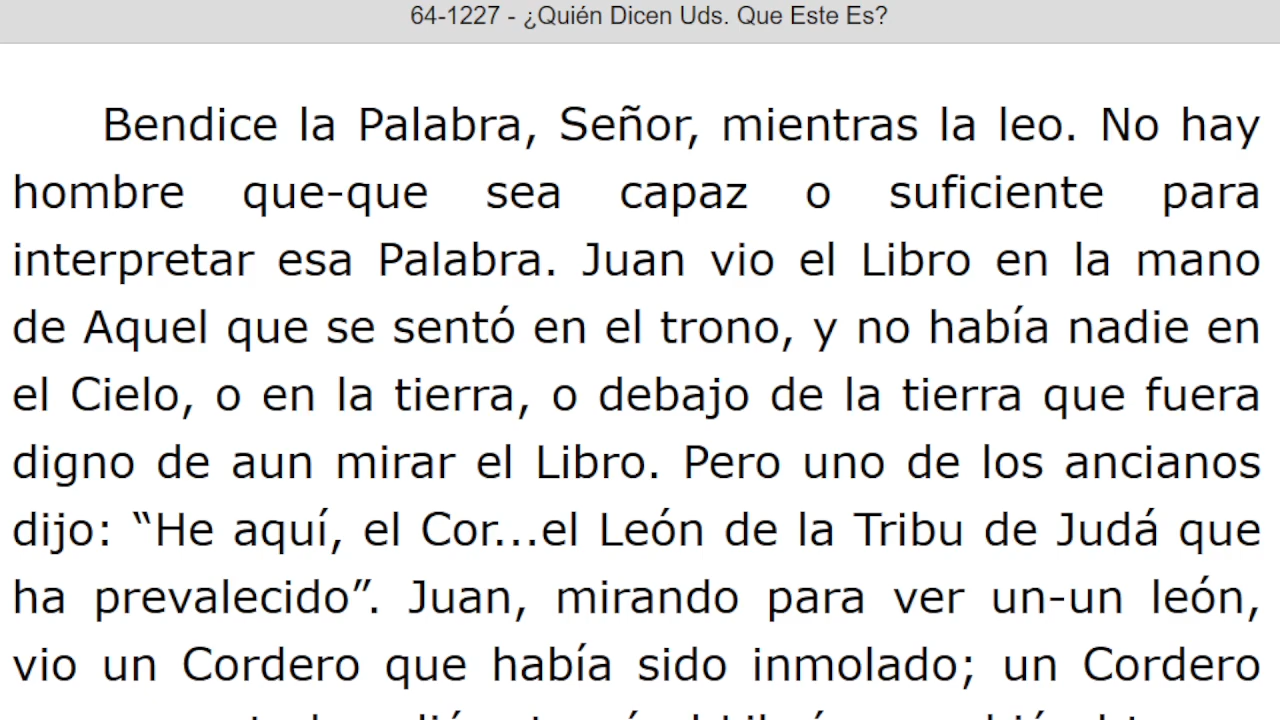 64-1227 - ¿Quién Dicen Uds. Que Este Es?
Bendice la Palabra, Señor, mientras la leo. No hay
hombre que-que sea capaz o suficiente para
interpretar esa Palabra. Juan vio el Libro en la mano
de Aquel que se sentó en el trono, y no había nadie en
el Cielo, o en la tierra, o debajo de la tierra que fuera
digno de aun mirar el Libro. Pero uno de los ancianos
dijo: “He aquí, el Cor...el León de la Tribu de Judá que
ha prevalecido”. Juan, mirando para ver un-un león,
vio un Cordero que había sido inmolado; un Cordero